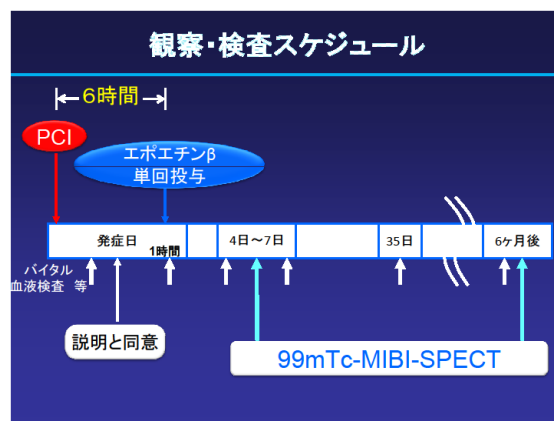 観察・検査スケジュール
6時間
PCI
エポエチンβ
単回投与
発症日
1時間
4日～7日
35日
6ヶ月後
バイタル
血液検査 等
説明と同意
99mTc-MIBI-SPECT